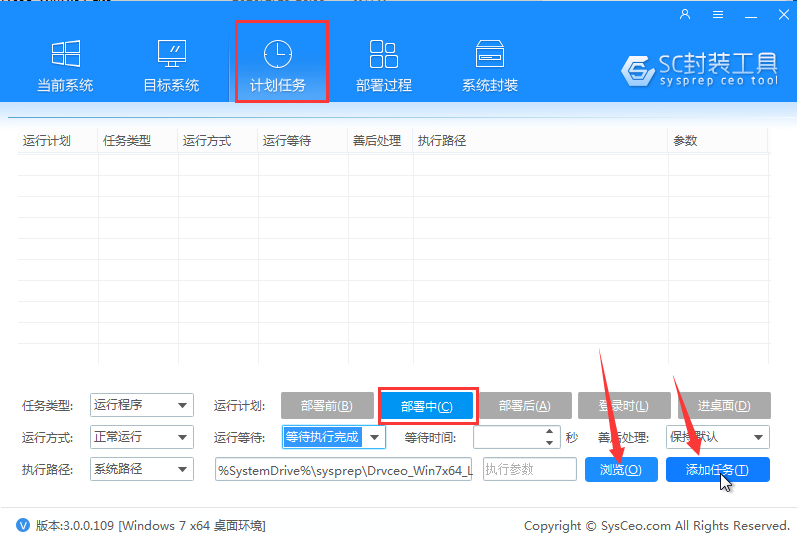 SC封装工具
sysprep ceo tool
当前系统 目标系统 计划任务 部署过程 系统封装
运行计划 任务类型 运行方式 运行等待 善后处理 执行路径 参数
任务类型: 运行程序 运行计划: 部署前(B) 部署中(C) 部署后(A) 登录时(L) 进桌面(D)
运行方式: 正常运行 运行等待: 等待执行完成 等待时间: 秒 善后处理: 保持默认
执行路径: 系统路径 %SystemDrive%\sysprep\Drvceo_Win7x64_L 执行参数 浏览(O) 添加任务(T)
版本:3.0.0.109 [Windows 7 x64 桌面环境] Copyright © SysCeo.com All Rights Reserved.